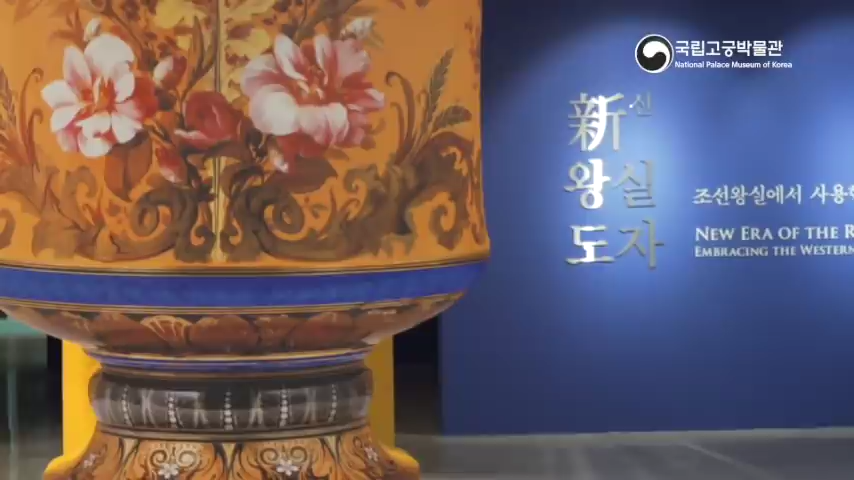 국립고궁박물관
National Palace Museum of Korea
新 신
왕실
도자
조선왕실에서 사용
NEW ERA OF THE
EMBRACING THE WESTERN